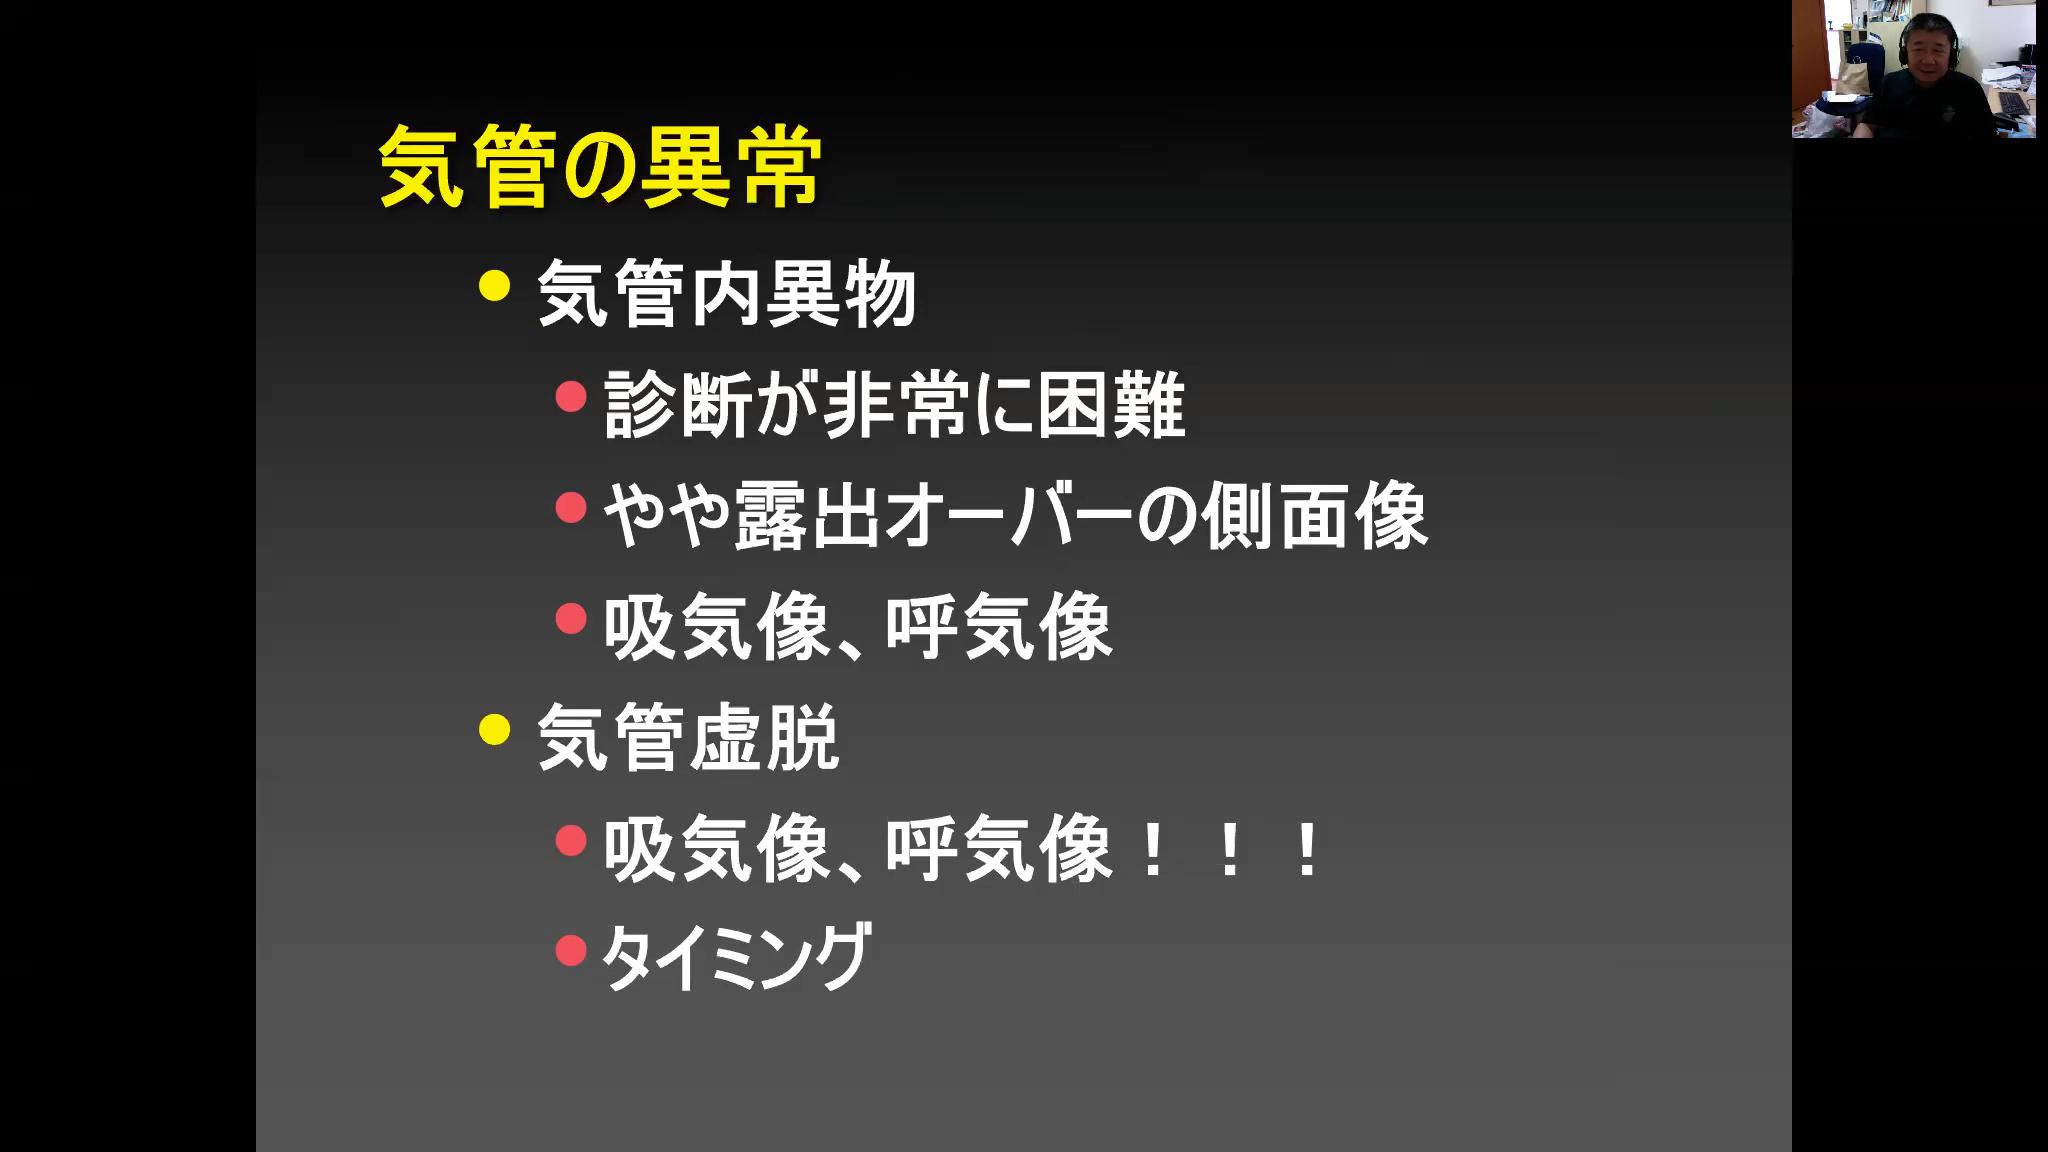 気管の異常
• 気管内異物
• 診断が非常に困難
• やや露出オーバーの側面像
• 吸気像、呼気像
• 気管虚脱
• 吸気像、呼気像！！！
• タイミング